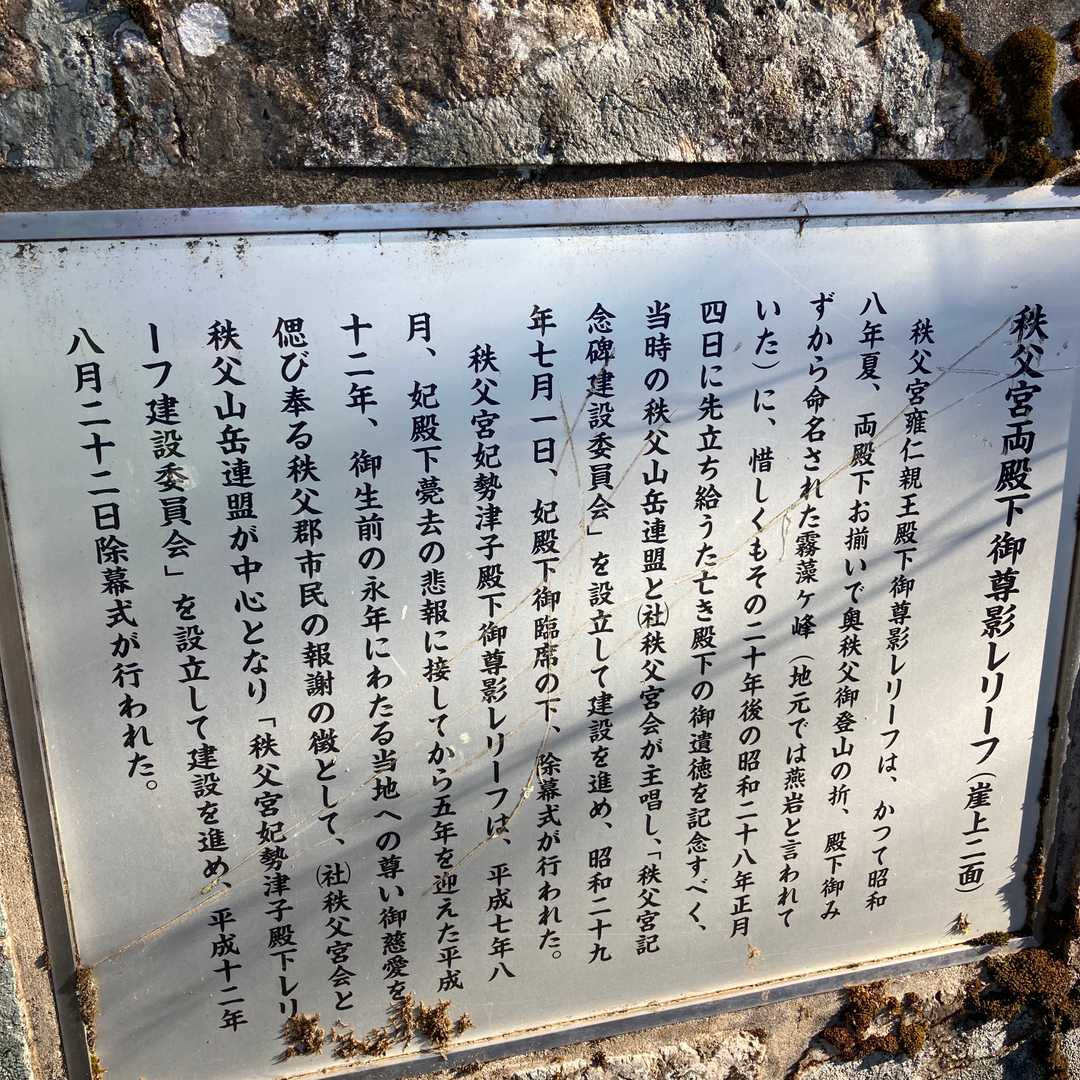 秩父宮両殿下御尊影レリーフ(崖上二面)
秩父宮雍仁親王殿下御尊影レリーフは、かつて昭和
八年夏、両殿下お揃いで奥秩父御登山の折、殿下御み
ずから命名された霧藻ヶ峰(地元では燕岩と言われて
いた)に、惜しくもその二十年後の昭和二十八年正月
四日に先立ち給うた亡き殿下の御遺徳を記念すべく、
当時の秩父山岳連盟と㈳秩父宮会が主唱し、「秩父宮記
念碑建設委員会」を設立して建設を進め、昭和二十九
年七月一日、妃殿下御臨席の下、除幕式が行われた。
秩父宮妃勢津子殿下御尊影レリーフは、平成七年八
月、妃殿下薨去の悲報に接してから五年を迎えた平成
十二年、御生前の永年にわたる当地への尊い御慈愛を
偲び奉る秩父郡市民の報謝の徴として、㈳秩父宮会と
秩父山岳連盟が中心となり「秩父宮妃勢津子殿下レリ
ーフ建設委員会」を設立して建設を進め、平成十二年
八月二十二日除幕式が行われた。